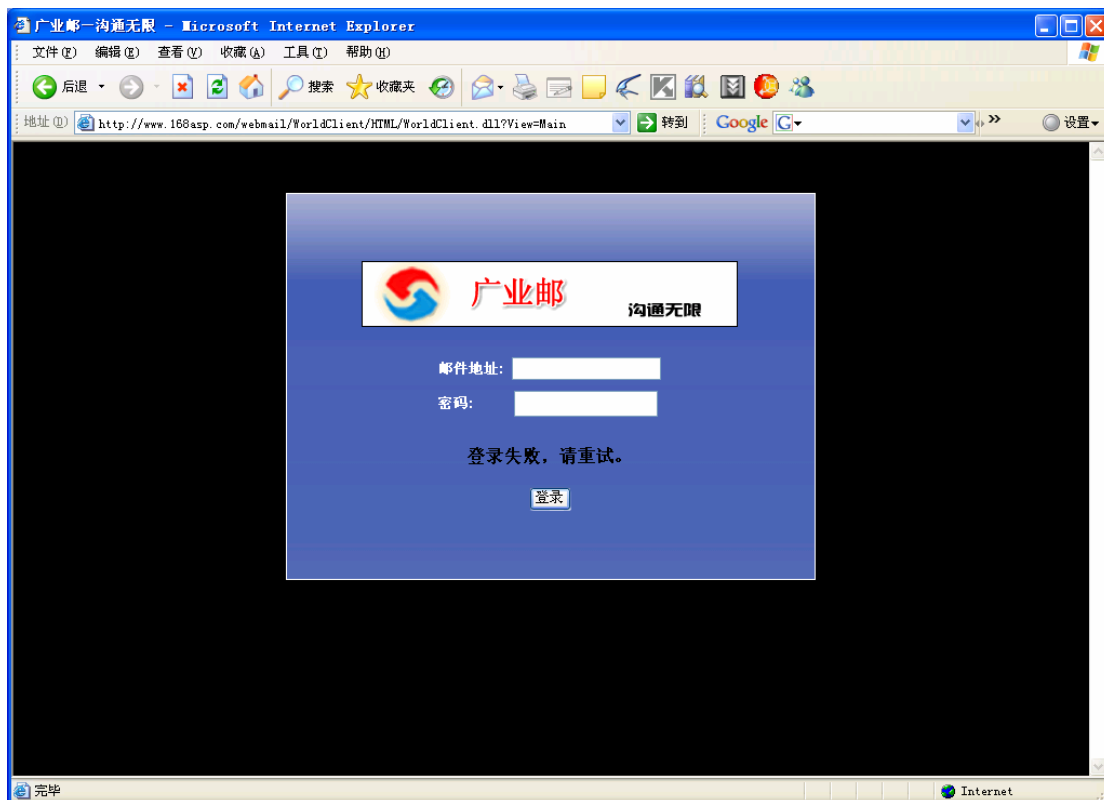 广业邮—沟通无限 - Microsoft Internet Explorer
文件(F) 编辑(E) 查看(V) 收藏(A) 工具(T) 帮助(H)
后退 搜索 收藏夹
地址(D) http://www.168asp.com/webmail/WorldClient/HTML/WorldClient.dll?View=Main 转到 Google G 设置
广业邮 沟通无限
邮件地址:
密码:
登录失败，请重试。
登录
完毕 Internet